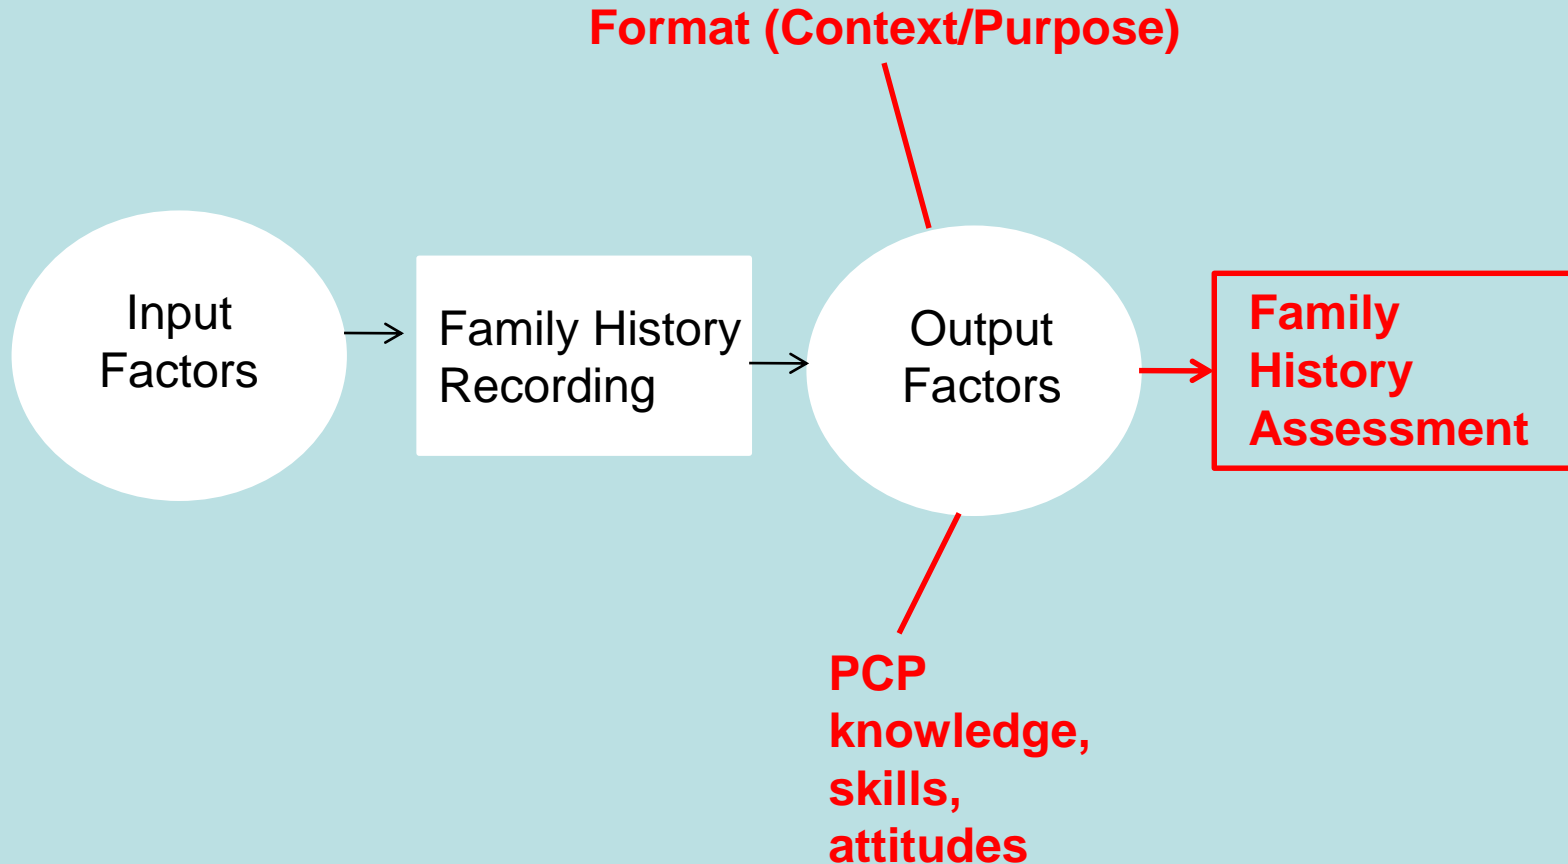 Format (Context/Purpose)
Input
Factors
Family History
Recording
Output
Factors
Family
History
Assessment
PCP
knowledge,
skills,
attitudes